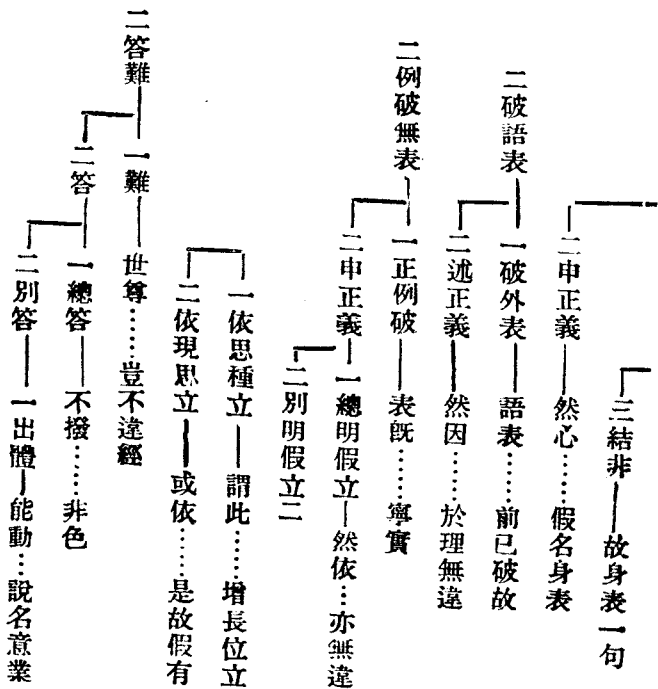 三結非——故身表一句
二申正義——然心……假名身表
二破語表
一破外表——語表……前已破故
二述正義——然因……於理無違
二例破無表
一正例破——表既……寧實
二申正義
一總明假立—然依…亦無違
二別明假立二
一依思種立——謂此……增長位立
二依現思立——或依……是故假有
二答難
一難——世尊……豈不違經
二答
一總答——不撥……非色
二別答——一出體—能動…說名意業